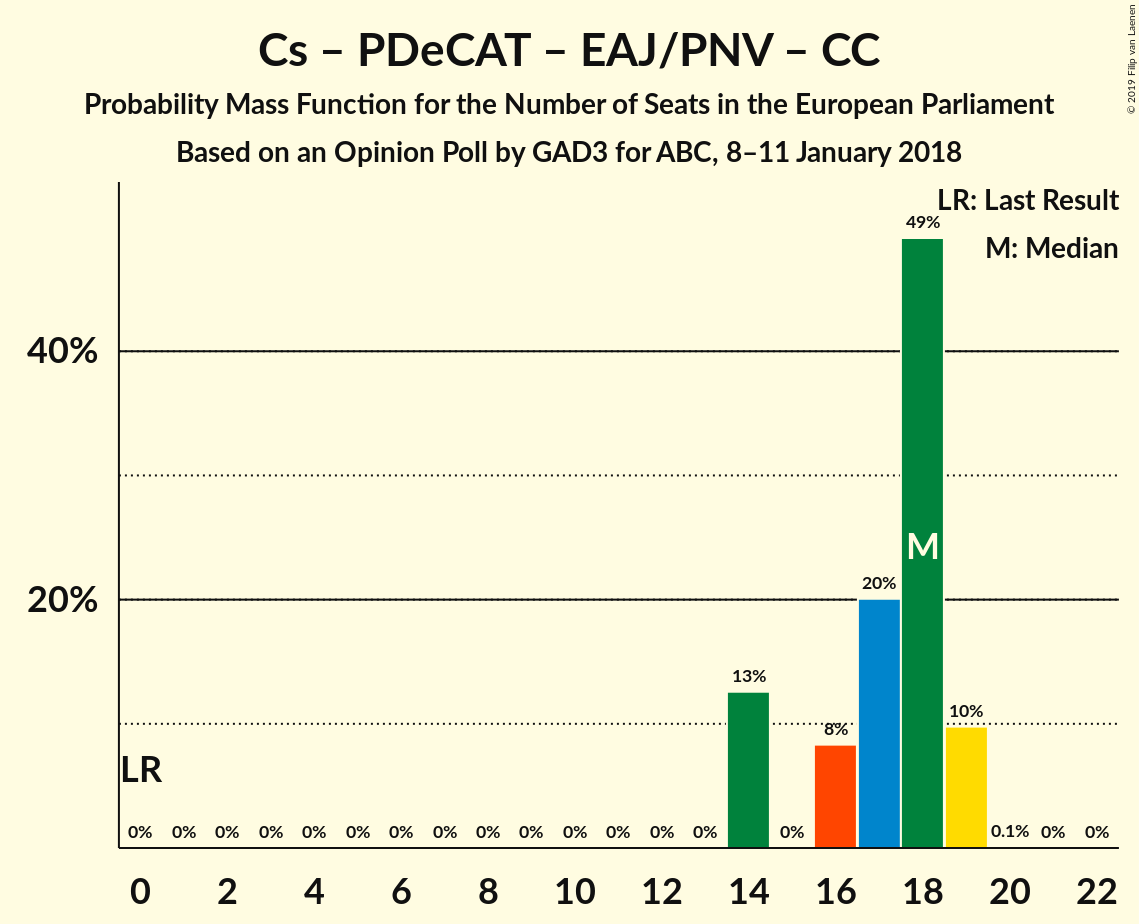 Cs – PDeCAT – EAJ/PNV – CC
Probability Mass Function for the Number of Seats in the European Parliament
Based on an Opinion Poll by GAD3 for ABC, 8–11 January 2018
© 2019 Filip van Laenen
LR: Last Result
M: Median
49%
40%
M
20%
20%
13%
10%
8%
LR
0% 0% 0% 0% 0% 0% 0% 0% 0% 0% 0% 0% 0% 0% 0% 0.1% 0% 0%
0 2 4 6 8 10 12 14 16 18 20 22